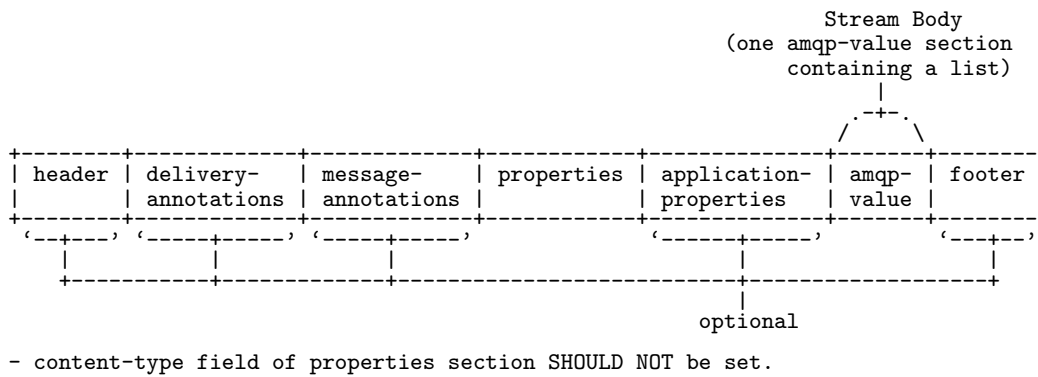 Stream Body
(one amqp-value section
containing a list)
|
.-+-.
/ \
+--------+--------------+--------------+-------------+---------------+--------+--------
| header | delivery- | message- | properties | application- | amqp- | footer
| | annotations | annotations | | properties | value |
+--------+--------------+--------------+-------------+---------------+--------+--------
‘--+---’ ‘-----+-----’ ‘-----+-----’ ‘------+------’ ‘---+--’
| | | | |
+------------+--------------+----------------------------+--------------------+
|
optional
- content-type field of properties section SHOULD NOT be set.